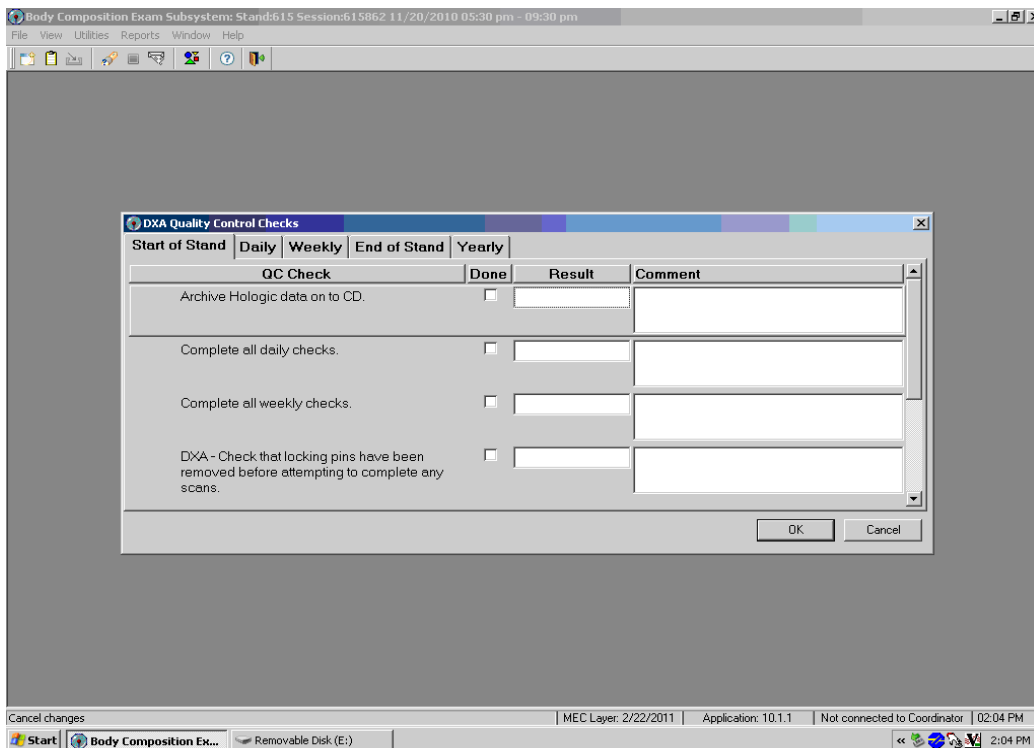 Body Composition Exam Subsystem: Stand:615 Session:615862 11/20/2010 05:30 pm - 09:30 pm
File View Utilities Reports Window Help
DXA Quality Control Checks
Start of Stand Daily Weekly End of Stand Yearly
QC Check Done Result Comment
Archive Hologic data on to CD.
Complete all daily checks.
Complete all weekly checks.
DXA - Check that locking pins have been
removed before attempting to complete any
scans.
OK Cancel
Cancel changes MEC Layer: 2/22/2011 Application: 10.1.1 Not connected to Coordinator 02:04 PM
Start Body Composition Ex... Removable Disk (E:) 2:04 PM